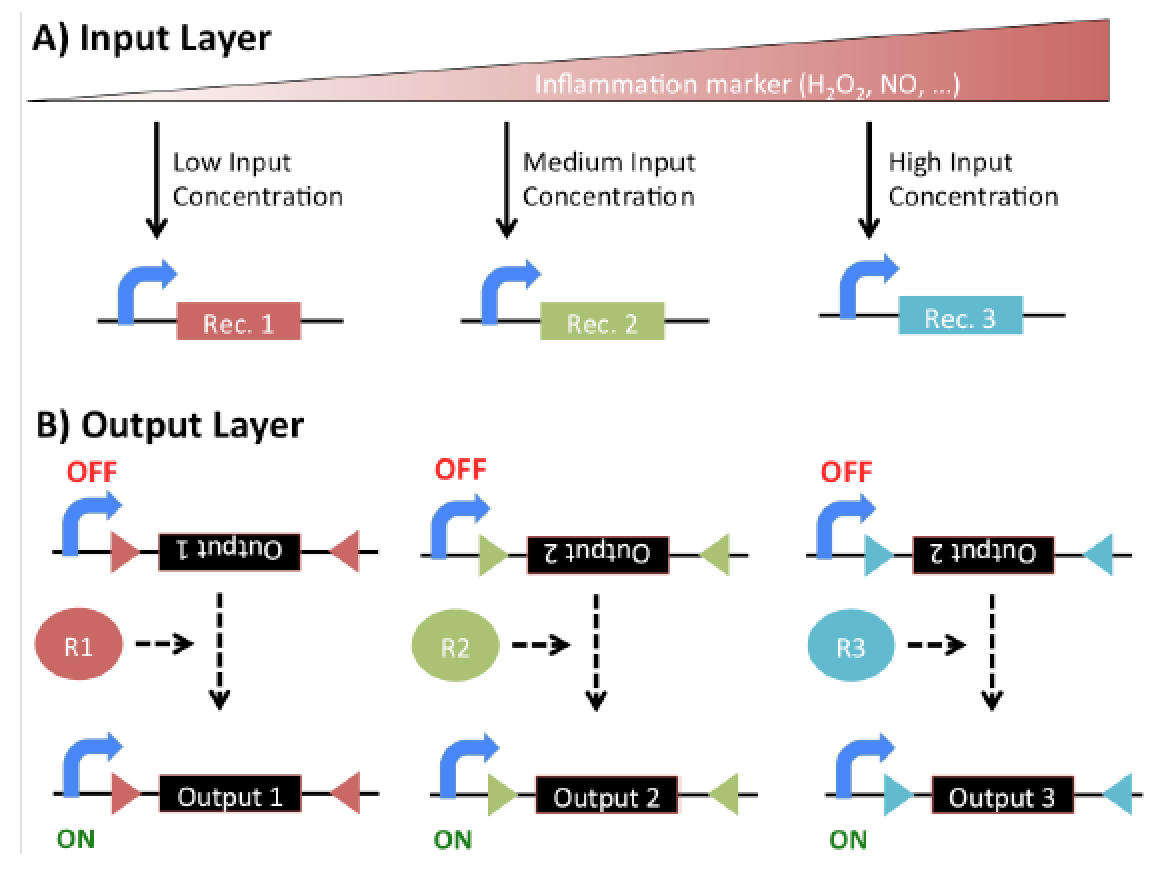 A) Input Layer
Inflammation marker (H₂O₂, NO, ...)
Low Input
Concentration
Medium Input
Concentration
High Input
Concentration
Rec. 1
Rec. 2
Rec. 3
B) Output Layer
OFF
OFF
OFF
Output 1
Output 2
Output 2
R1
R2
R3
Output 1
Output 2
Output 3
ON
ON
ON